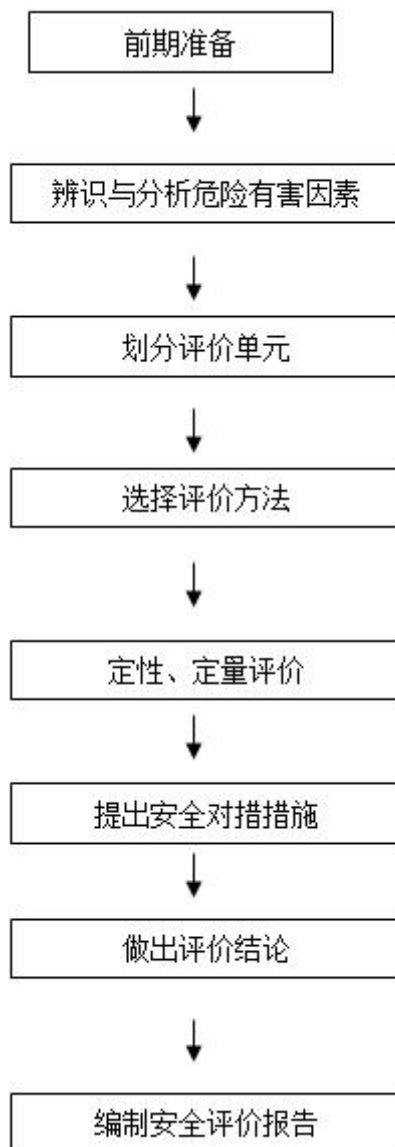 前期准备
辨识与分析危险有害因素
划分评价单元
选择评价方法
定性、定量评价
提出安全对措措施
做出评价结论
编制安全评价报告